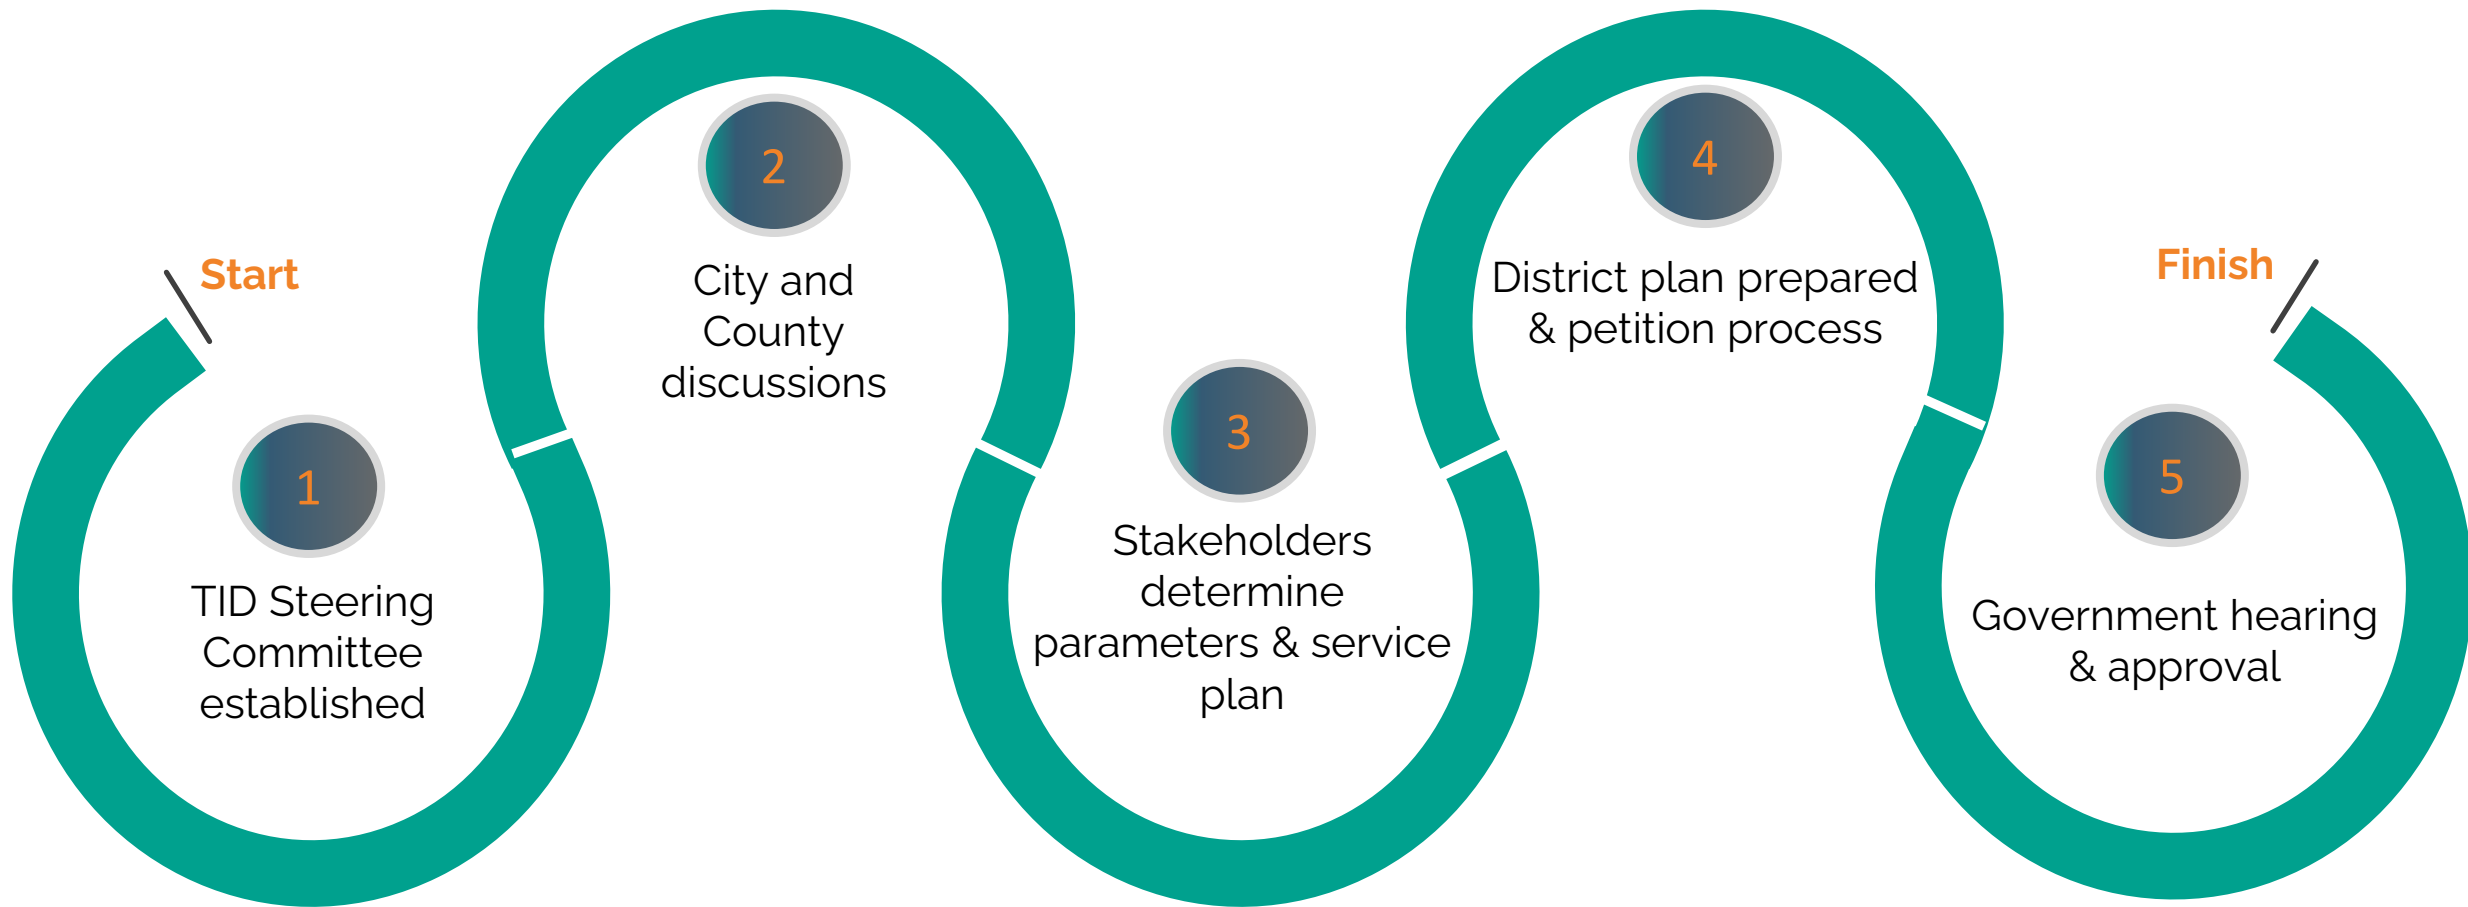 Start
1
TID Steering
Committee
established
2
City and
County
discussions
3
Stakeholders
determine
parameters & service
plan
4
District plan prepared
& petition process
Finish
5
Government hearing
& approval